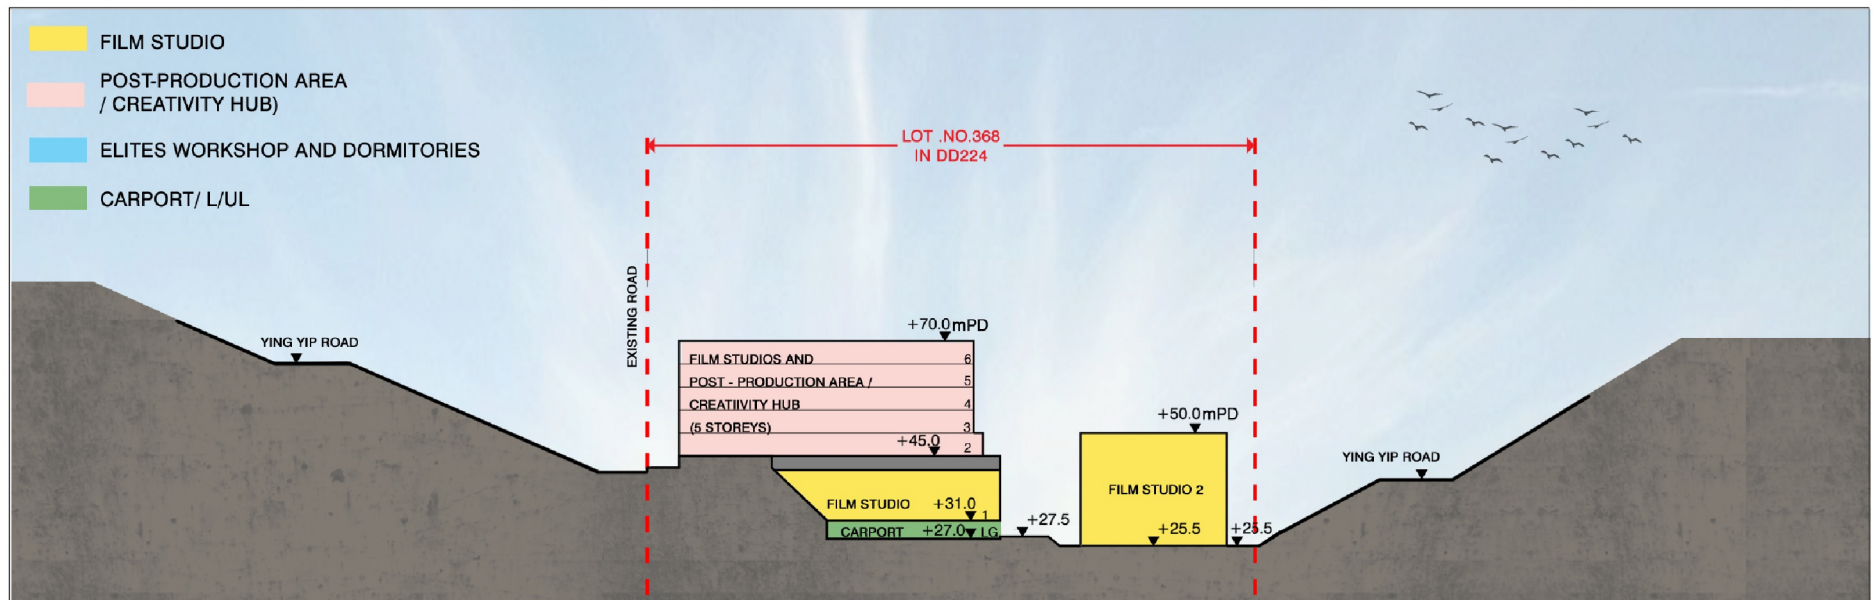 FILM STUDIO
POST-PRODUCTION AREA
/ CREATIVITY HUB)
ELITES WORKSHOP AND DORMITORIES
CARPORT/ L/UL
LOT .NO.368
IN DD224
EXISTING ROAD
YING YIP ROAD
+70.0mPD
FILM STUDIOS AND 6
POST - PRODUCTION AREA / 5
CREATIIVITY HUB 4
(5 STOREYS) 3
+45.0 2
FILM STUDIO +31.0 1
CARPORT +27.0 LG
+27.5
+50.0mPD
FILM STUDIO 2
+25.5
+25.5
YING YIP ROAD